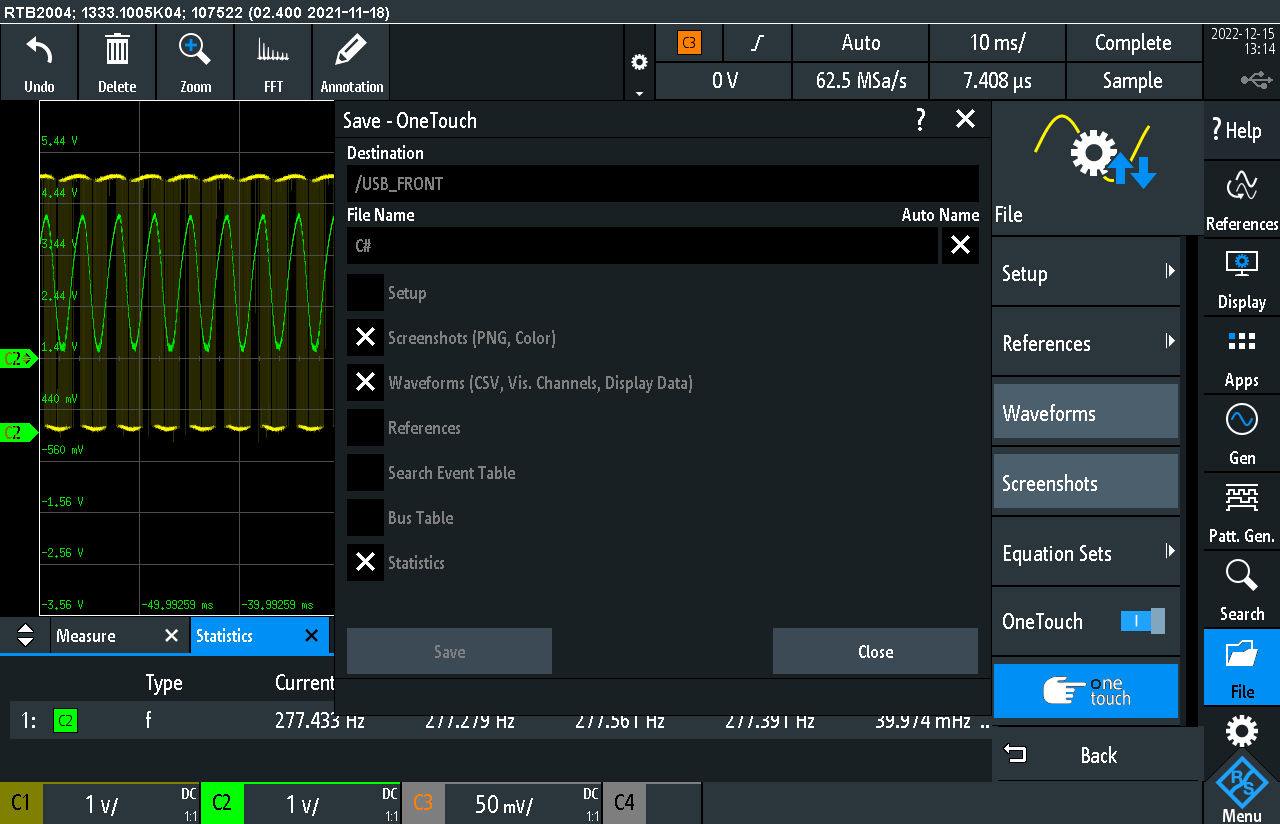 RTB2004; 1333.1005K04; 107522 (02.400 2021-11-18)
Undo
Delete
Zoom
FFT
Annotation
C3
Auto
10 ms/
Complete
0 V
62.5 MSa/s
7.408 µs
Sample
2022-12-15
13:14
5.44 V
4.44 V
3.44 V
2.44 V
1.44 V
440 mV
-560 mV
-1.56 V
-2.56 V
-3.56 V
-49.99259 ms
-39.99259 ms
C2
C2
Save - OneTouch
?
Destination
/USB_FRONT
File Name
Auto Name
C#
Setup
Screenshots (PNG, Color)
Waveforms (CSV, Vis. Channels, Display Data)
References
Search Event Table
Bus Table
Statistics
Save
Close
File
Setup
References
Waveforms
Screenshots
Equation Sets
OneTouch
one
touch
Back
? Help
References
Display
Apps
Gen
Patt. Gen.
Search
File
R&S
Menu
Measure
Statistics
Type
Current
1:
C2
f
277.433 Hz
277.279 Hz
277.561 Hz
277.391 Hz
39.974 mHz ..
C1
1 V/
DC
1:1
C2
1 V/
DC
1:1
C3
50 mV/
DC
1:1
C4